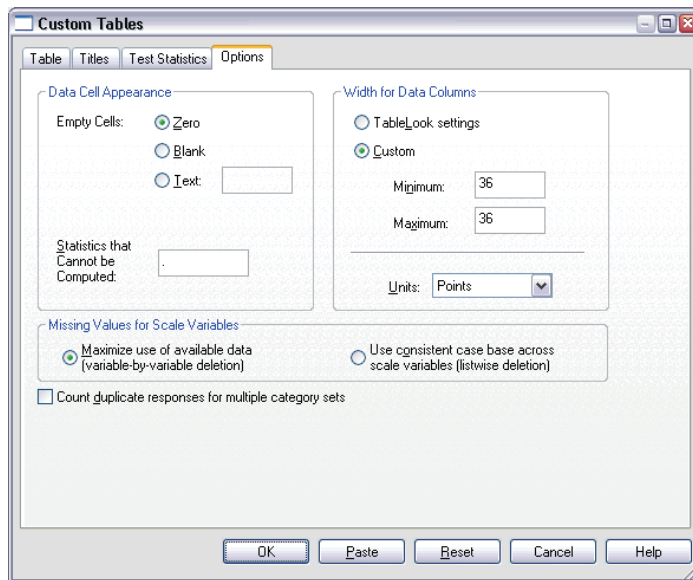 Custom Tables
Table Titles Test Statistics Options
Data Cell Appearance
Empty Cells:
Zero
Blank
Text:
Statistics that
Cannot be
Computed:
.
Width for Data Columns
TableLook settings
Custom
Minimum: 36
Maximum: 36
Units: Points
Missing Values for Scale Variables
Maximize use of available data
(variable-by-variable deletion)
Use consistent case base across
scale variables (listwise deletion)
Count duplicate responses for multiple category sets
OK Paste Reset Cancel Help